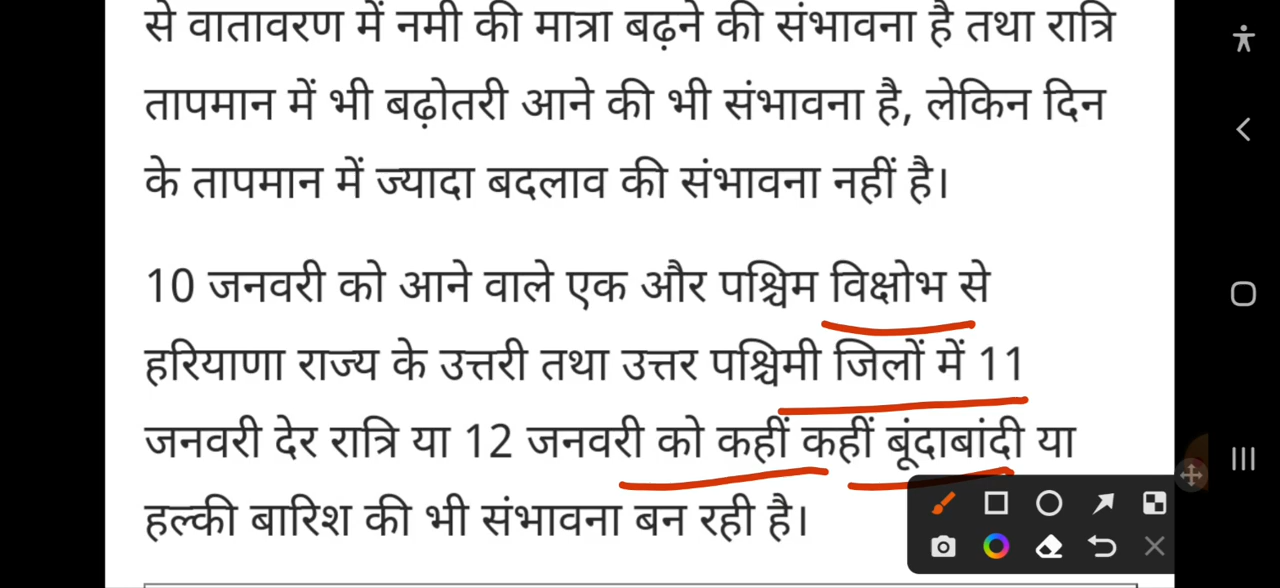 से वातावरण में नमी की मात्रा बढ़ने की संभावना है तथा रात्रि
तापमान में भी बढ़ोतरी आने की भी संभावना है, लेकिन दिन
के तापमान में ज्यादा बदलाव की संभावना नहीं है।
10 जनवरी को आने वाले एक और पश्चिम विक्षोभ से
हरियाणा राज्य के उत्तरी तथा उत्तर पश्चिमी जिलों में 11
जनवरी देर रात्रि या 12 जनवरी को कहीं कहीं बूंदाबांदी या
हल्की बारिश की भी संभावना बन रही है।